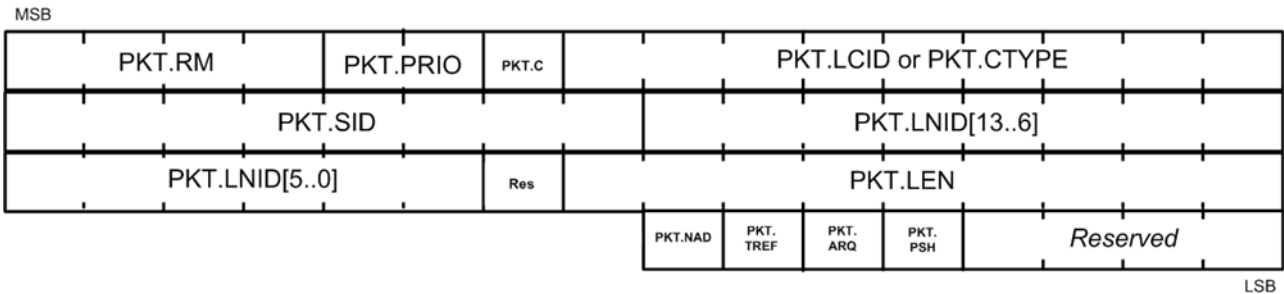 MSB
PKT.RM PKT.PRIO PKT.C PKT.LCID or PKT.CTYPE
PKT.SID PKT.LNID[13..6]
PKT.LNID[5..0] Res PKT.LEN
PKT.NAD PKT. TREF PKT. ARQ PKT. PSH Reserved
LSB